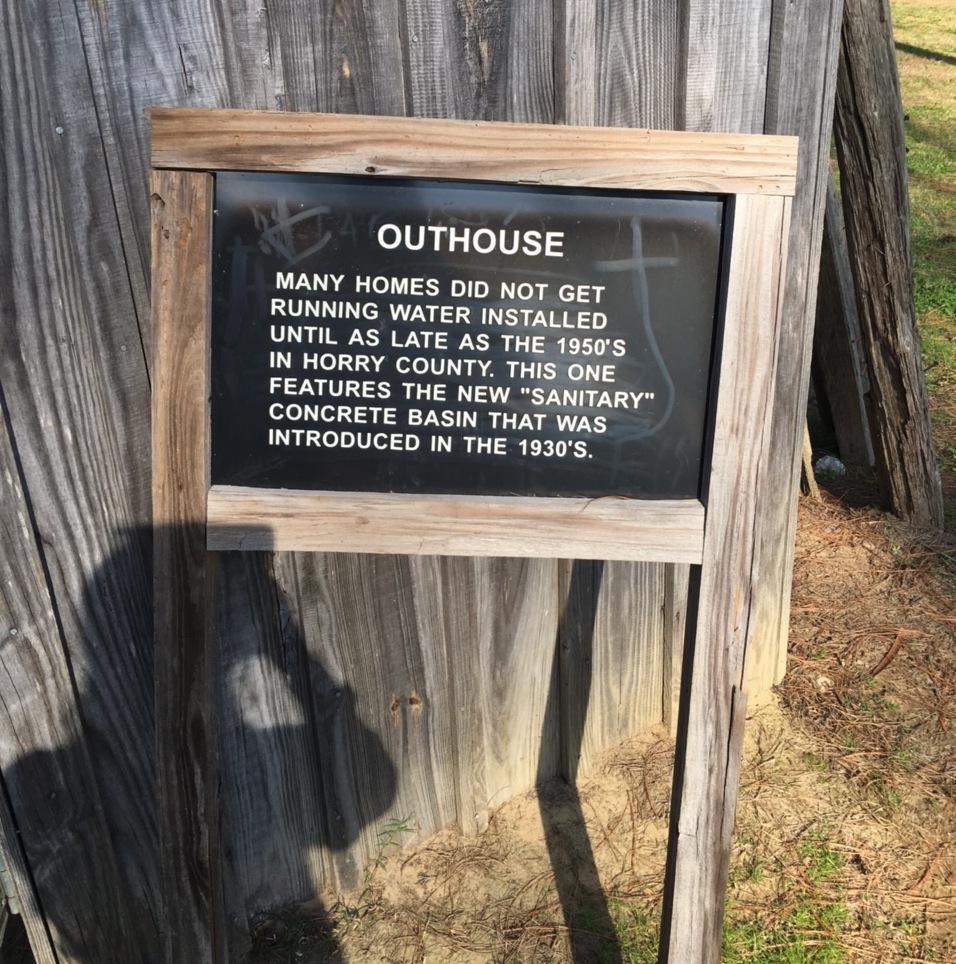 OUTHOUSE
MANY HOMES DID NOT GET
RUNNING WATER INSTALLED
UNTIL AS LATE AS THE 1950'S
IN HORRY COUNTY. THIS ONE
FEATURES THE NEW "SANITARY"
CONCRETE BASIN THAT WAS
INTRODUCED IN THE 1930'S.